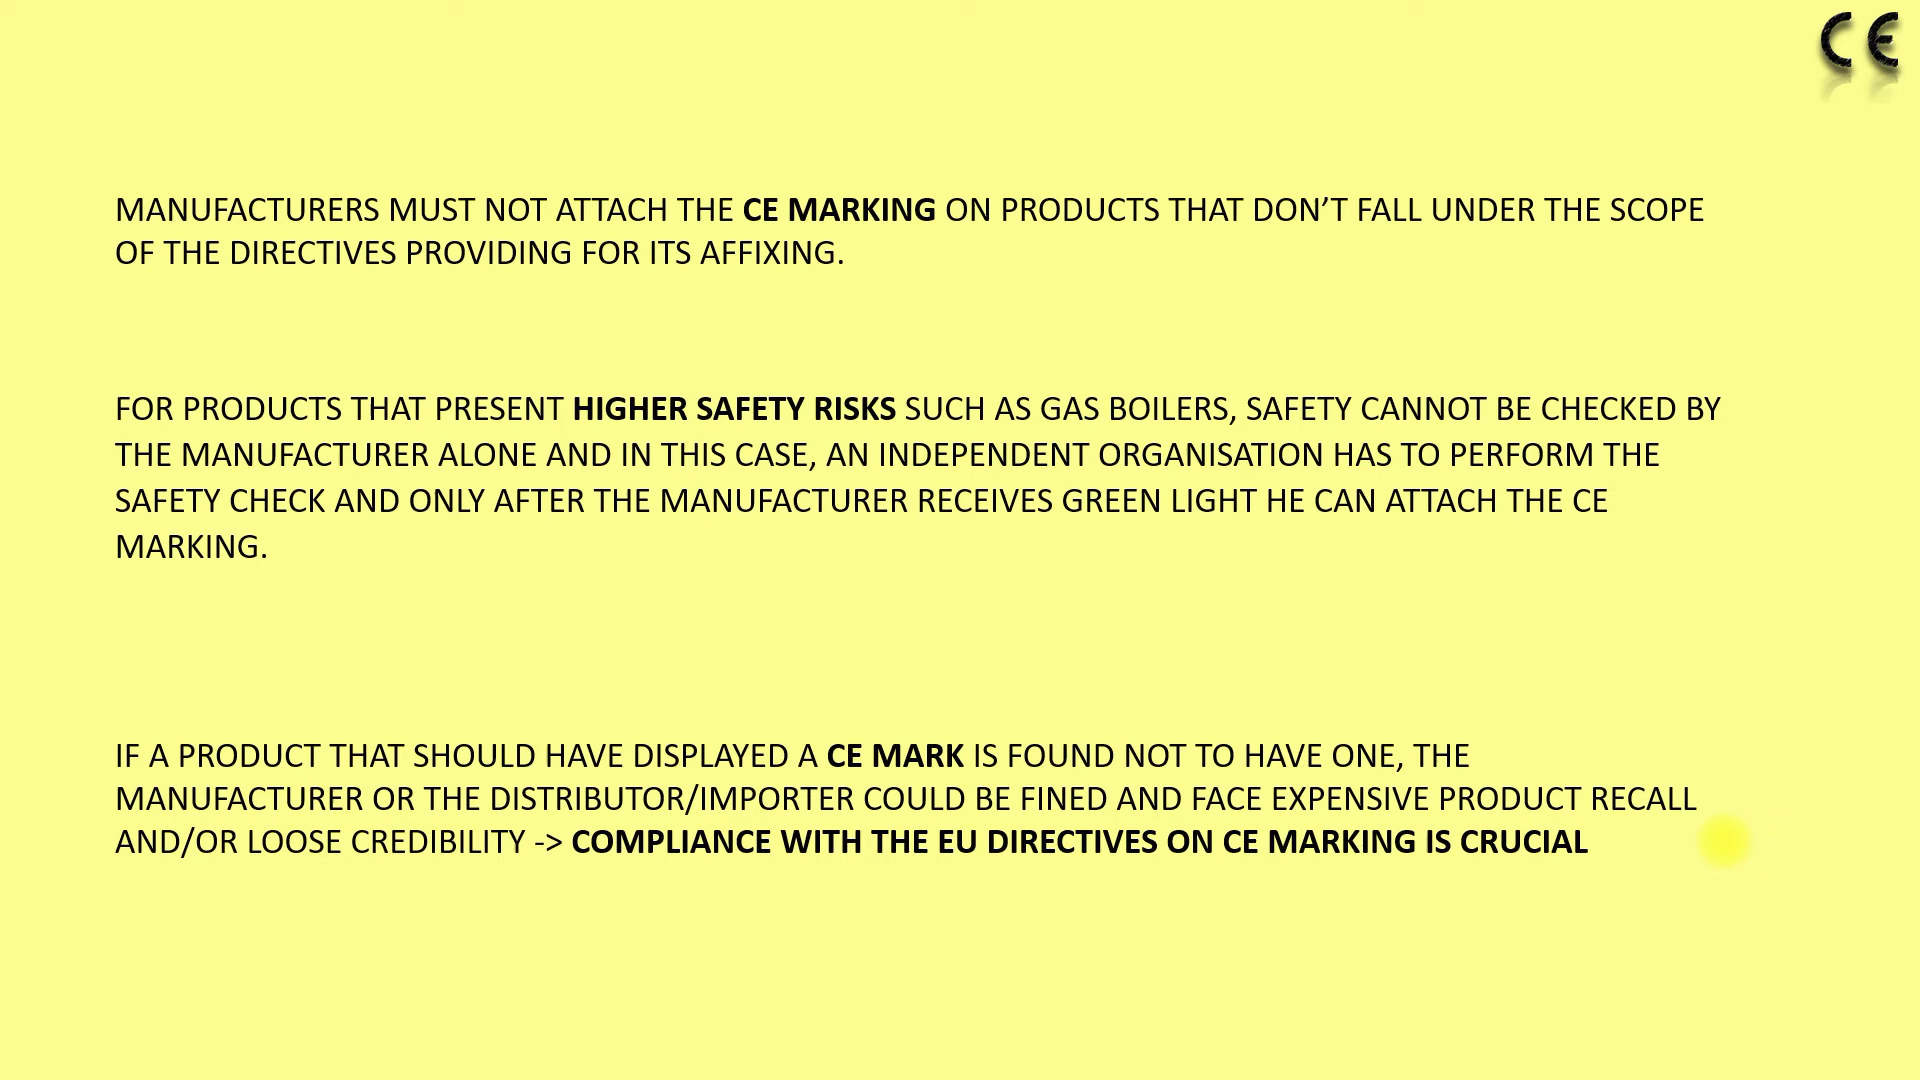 CE
MANUFACTURERS MUST NOT ATTACH THE CE MARKING ON PRODUCTS THAT DON’T FALL UNDER THE SCOPE
OF THE DIRECTIVES PROVIDING FOR ITS AFFIXING.
FOR PRODUCTS THAT PRESENT HIGHER SAFETY RISKS SUCH AS GAS BOILERS, SAFETY CANNOT BE CHECKED BY
THE MANUFACTURER ALONE AND IN THIS CASE, AN INDEPENDENT ORGANISATION HAS TO PERFORM THE
SAFETY CHECK AND ONLY AFTER THE MANUFACTURER RECEIVES GREEN LIGHT HE CAN ATTACH THE CE
MARKING.
IF A PRODUCT THAT SHOULD HAVE DISPLAYED A CE MARK IS FOUND NOT TO HAVE ONE, THE
MANUFACTURER OR THE DISTRIBUTOR/IMPORTER COULD BE FINED AND FACE EXPENSIVE PRODUCT RECALL
AND/OR LOOSE CREDIBILITY -> COMPLIANCE WITH THE EU DIRECTIVES ON CE MARKING IS CRUCIAL